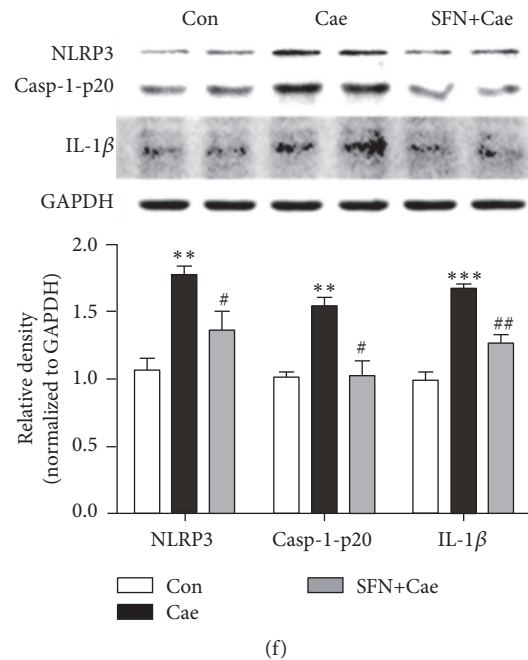 Con Cae SFN+Cae
NLRP3
Casp-1-p20
IL-1β
GAPDH
2.0
1.5
1.0
0.5
0.0
Relative density
(normalized to GAPDH)
** # ** # *** ##
NLRP3 Casp-1-p20 IL-1β
Con SFN+Cae
Cae
(f)